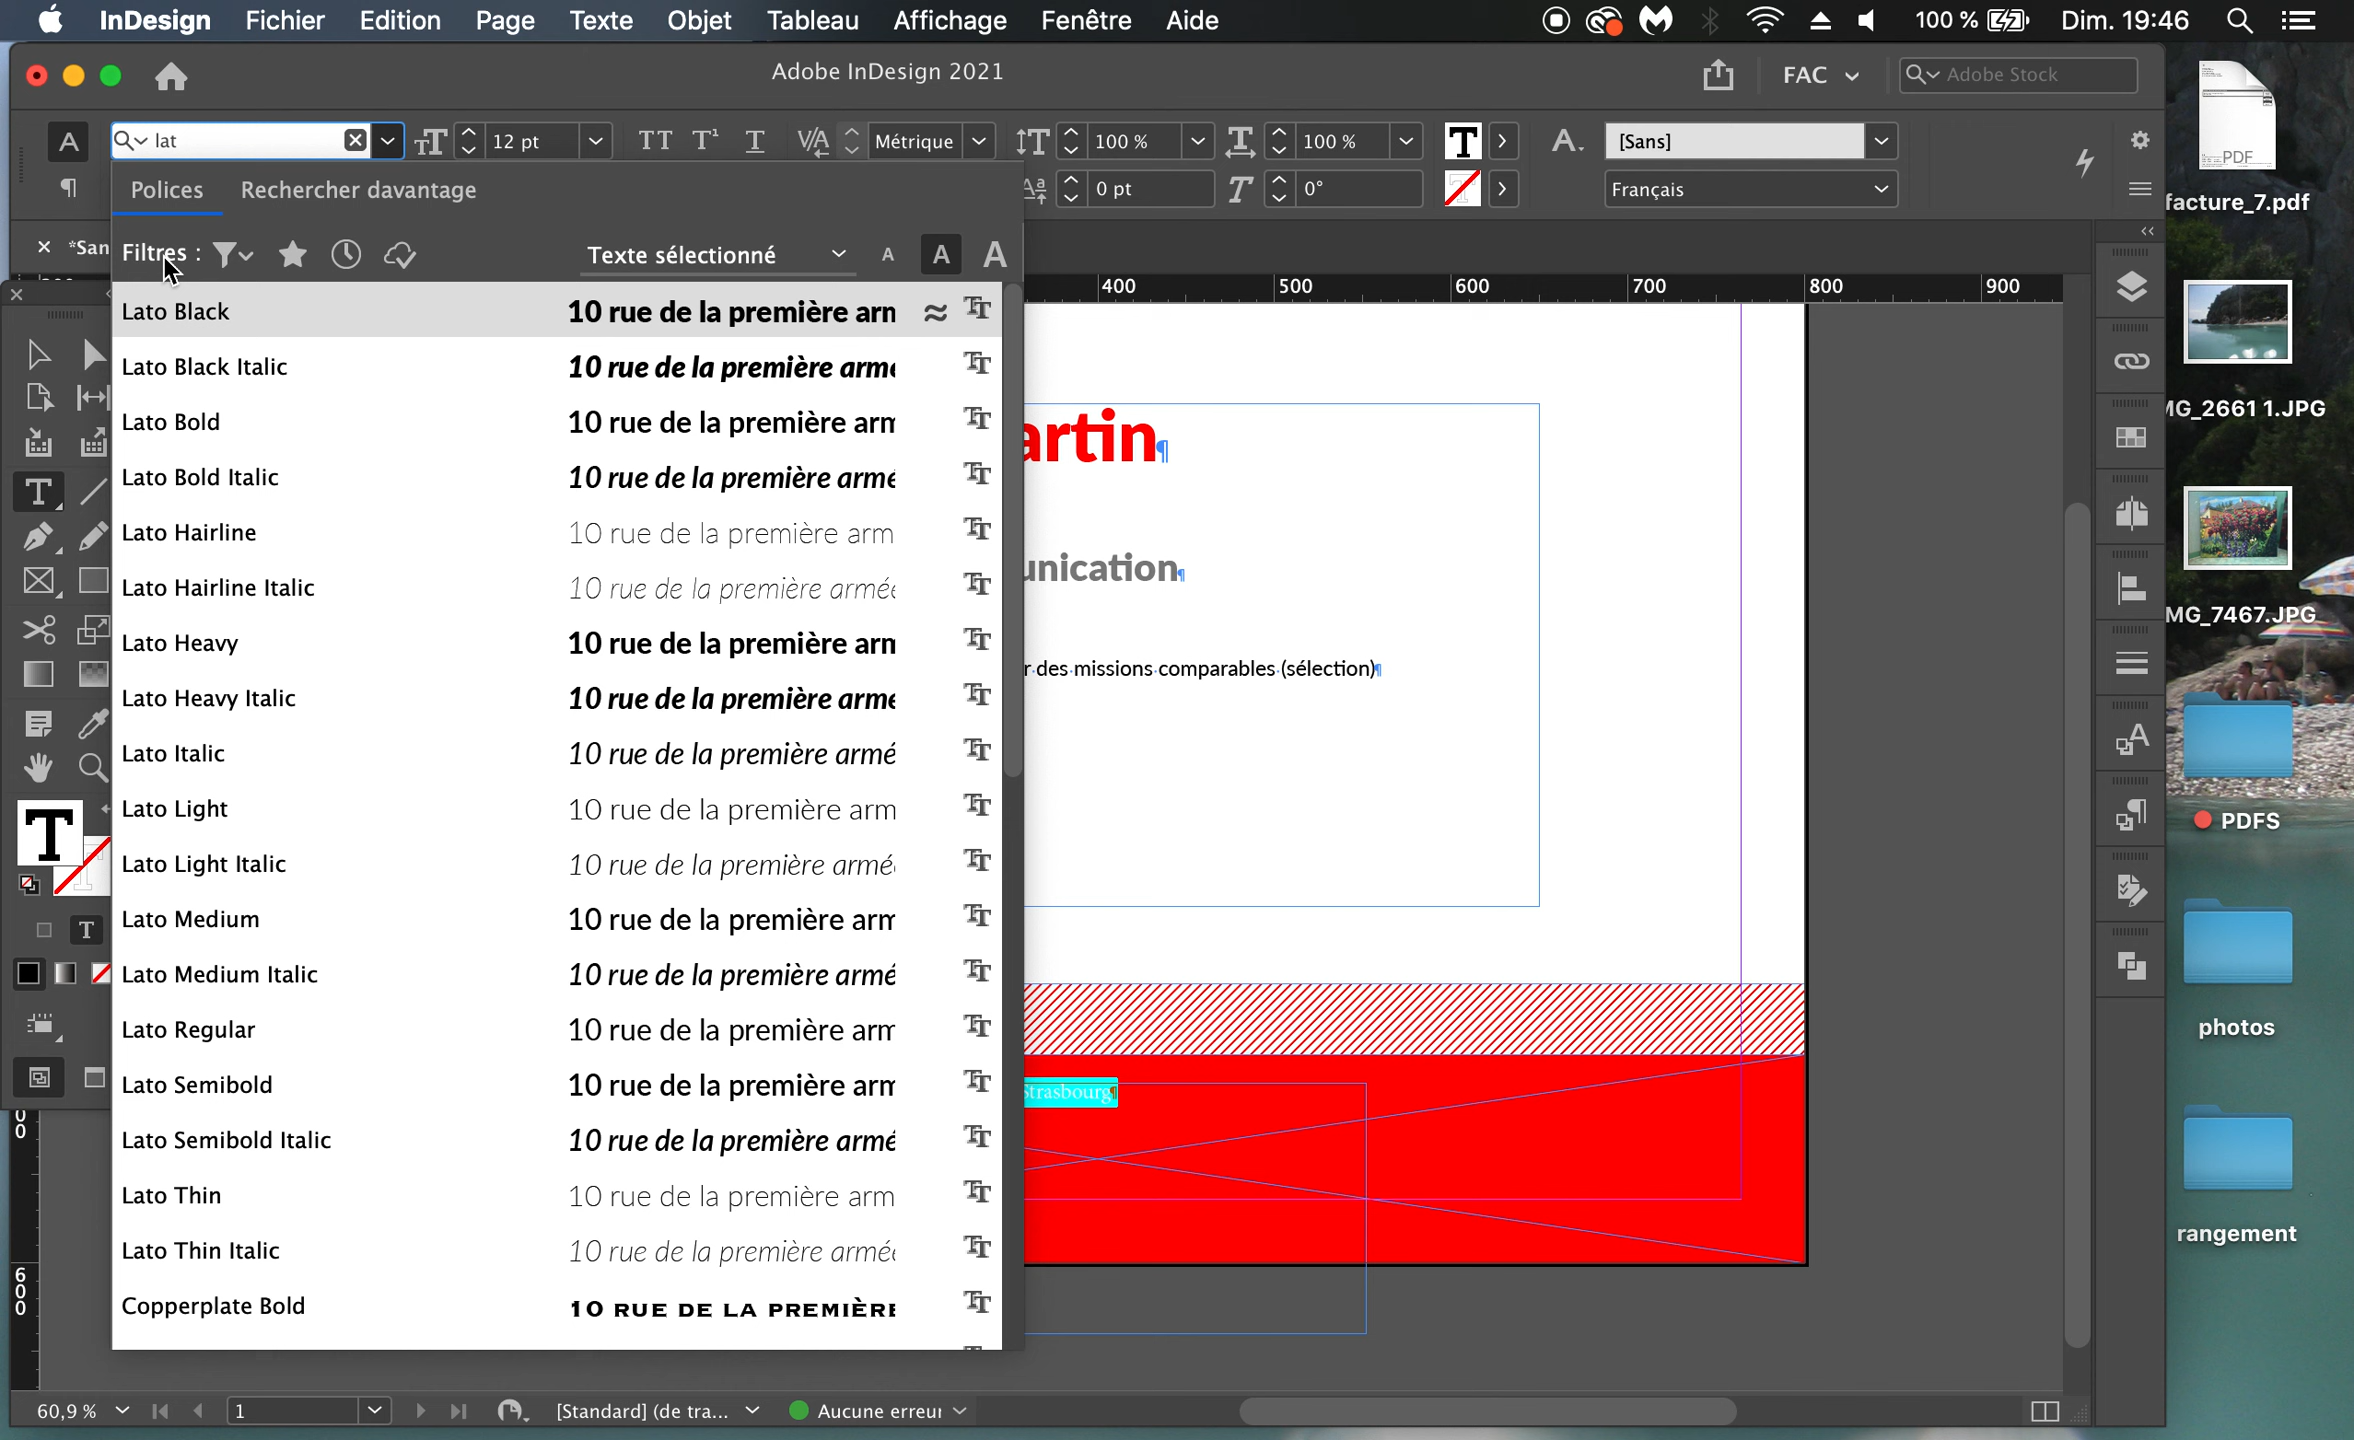 InDesign Fichier Edition Page Texte Objet Tableau Affichage Fenêtre Aide 100 % Dim. 19:46
Adobe InDesign 2021 FAC Adobe Stock
lat 12 pt Métrique 100 % 100 % [Sans]
0 pt 0° Français
Polices Rechercher davantage
*San
Filtres : Texte sélectionné
400 500 600 700 800 900
Lato Black 10 rue de la première arm
Lato Black Italic 10 rue de la première armé
Lato Bold 10 rue de la première arm
Lato Bold Italic 10 rue de la première armé
Lato Hairline 10 rue de la première arm
Lato Hairline Italic 10 rue de la première armée
Lato Heavy 10 rue de la première arm
Lato Heavy Italic 10 rue de la première armé
Lato Italic 10 rue de la première armé
Lato Light 10 rue de la première arm
Lato Light Italic 10 rue de la première armé
Lato Medium 10 rue de la première arm
Lato Medium Italic 10 rue de la première armé
Lato Regular 10 rue de la première arm
Lato Semibold 10 rue de la première arm
Lato Semibold Italic 10 rue de la première armé
Lato Thin 10 rue de la première arm
Lato Thin Italic 10 rue de la première armé
Copperplate Bold 10 RUE DE LA PREMIÈRE
artin¶
unication¶
r des missions comparables (sélection)¶
Strasbourg¶
600
60,9 % 1 [Standard] (de tra... Aucune erreur
PDF
facture_7.pdf
MG_2661 1.JPG
MG_7467.JPG
PDFS
photos
rangement